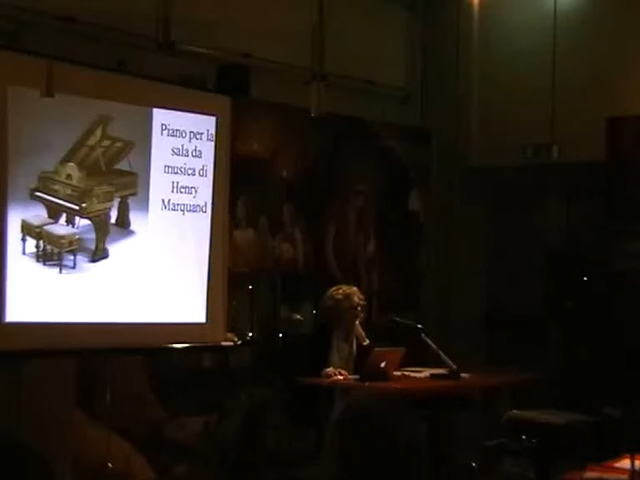 Piano per la
sala da
musica di
Henry
Marquand